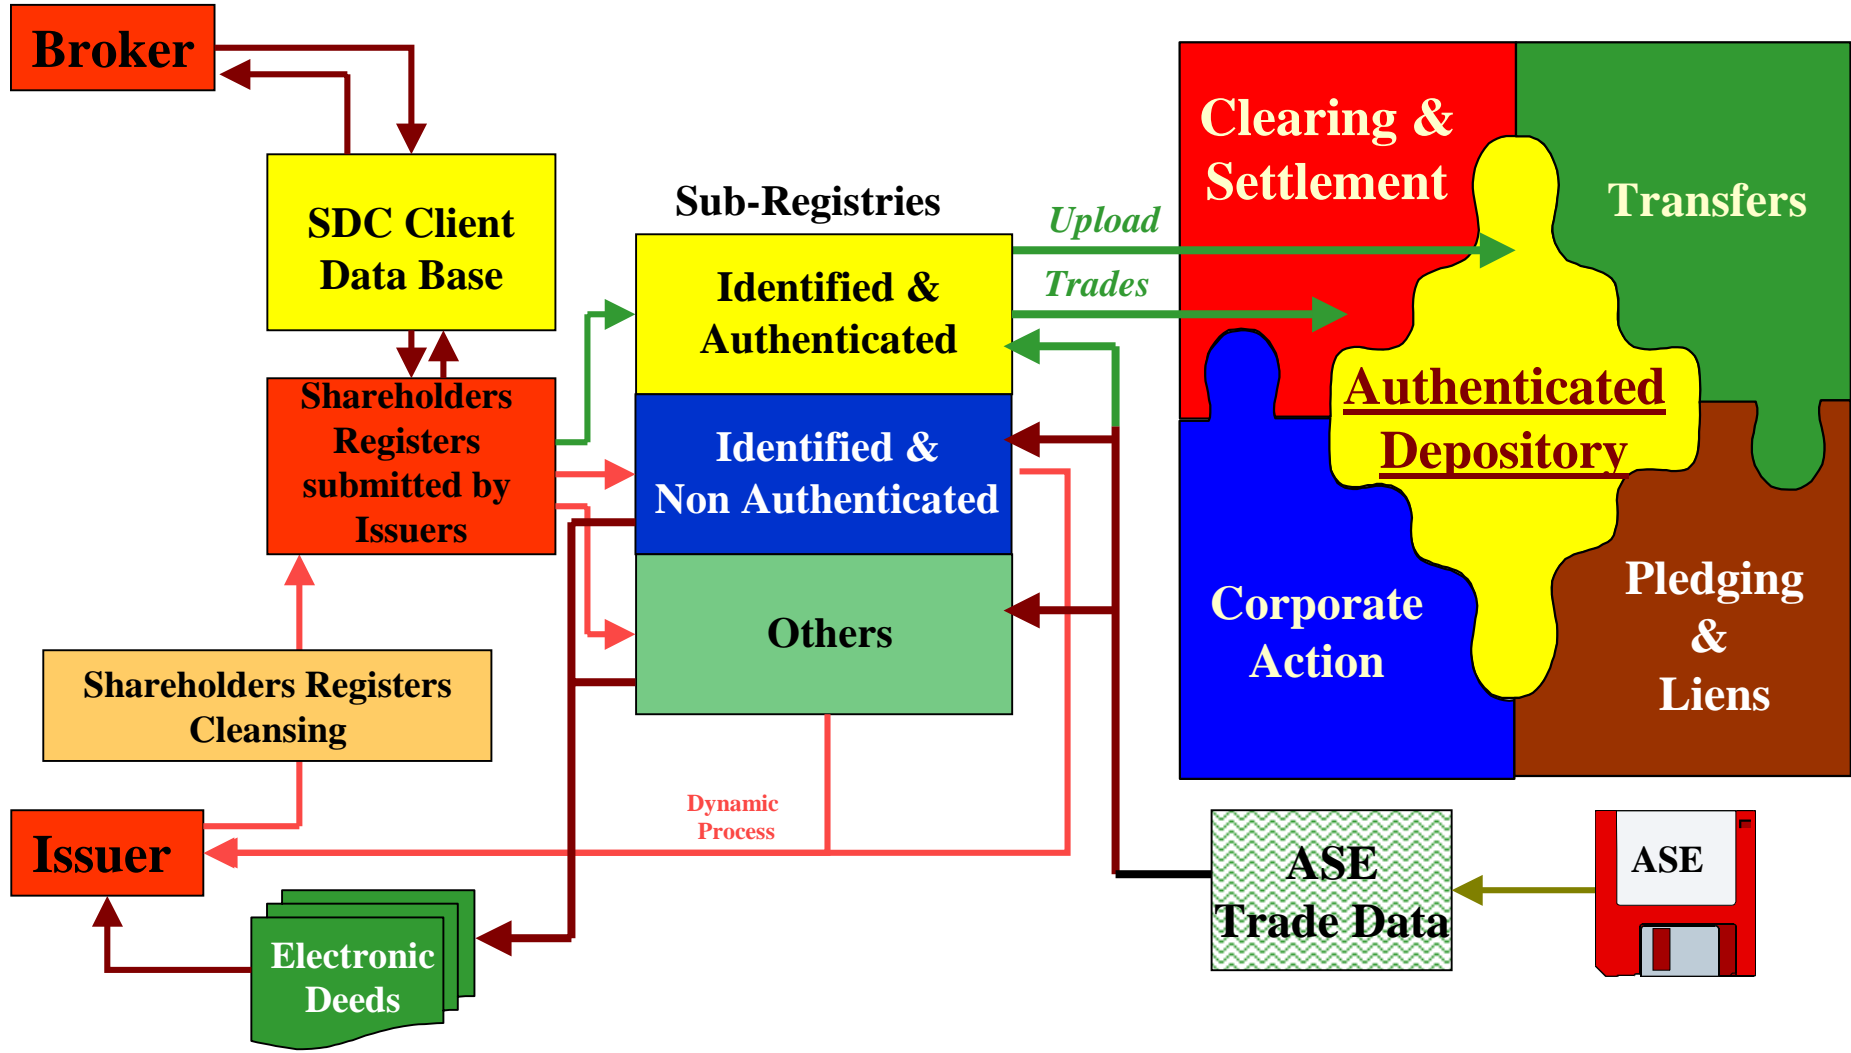 Broker
SDC Client
Data Base
Shareholders
Registers
submitted by
Issuers
Shareholders Registers
Cleansing
Issuer
Electronic
Deeds
Sub-Registries
Identified &
Authenticated
Identified &
Non Authenticated
Others
Dynamic
Process
Upload
Trades
Clearing &
Settlement
Transfers
Authenticated
Depository
Corporate
Action
Pledging
&
Liens
ASE
Trade Data
ASE